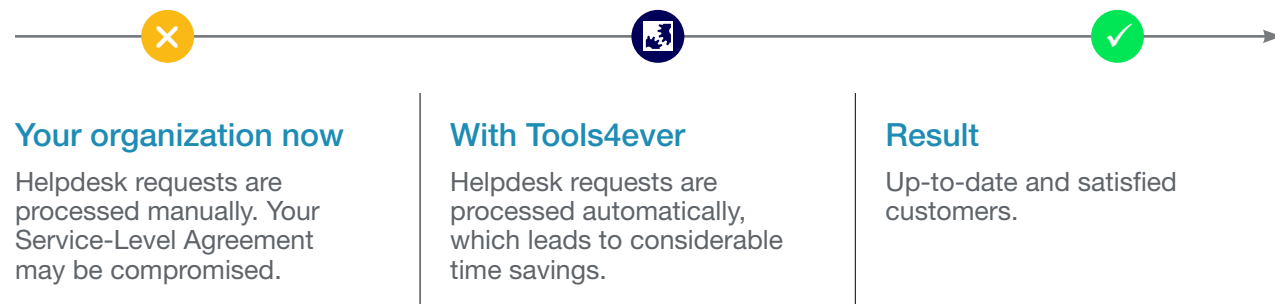 Your organization now
Helpdesk requests are
processed manually. Your
Service-Level Agreement
may be compromised.
With Tools4ever
Helpdesk requests are
processed automatically,
which leads to considerable
time savings.
Result
Up-to-date and satisfied
customers.